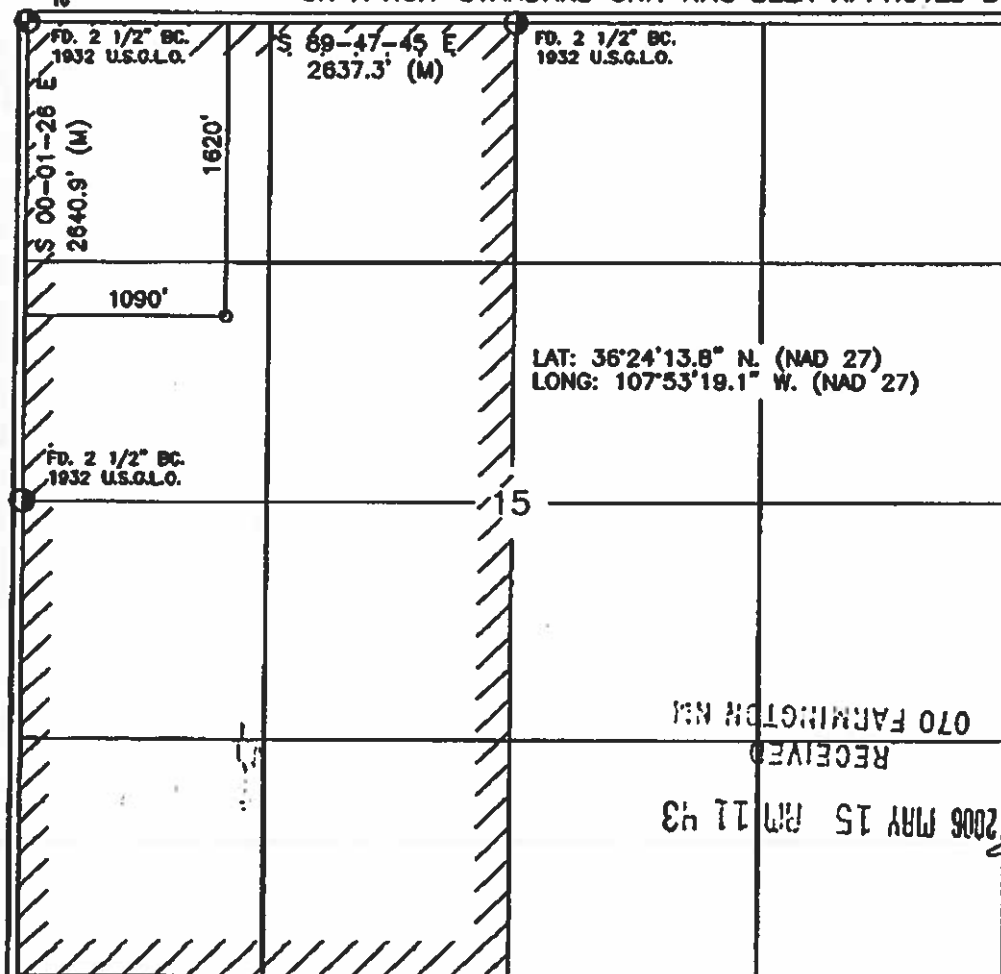 FD. 2 1/2" BC.
1932 U.S.G.L.O.
S 89-47-45 E
2637.3' (M)
FD. 2 1/2" BC.
1932 U.S.G.L.O.
S 00-01-26 E
2640.9' (M)
1620'
1090'
LAT: 36°24'13.8" N. (NAD 27)
LONG: 107°53'19.1" W. (NAD 27)
FD. 2 1/2" BC.
1932 U.S.G.L.O.
15
2006 MAY 15 AM 11 43
RECEIVED
070 FARMINGTON NM